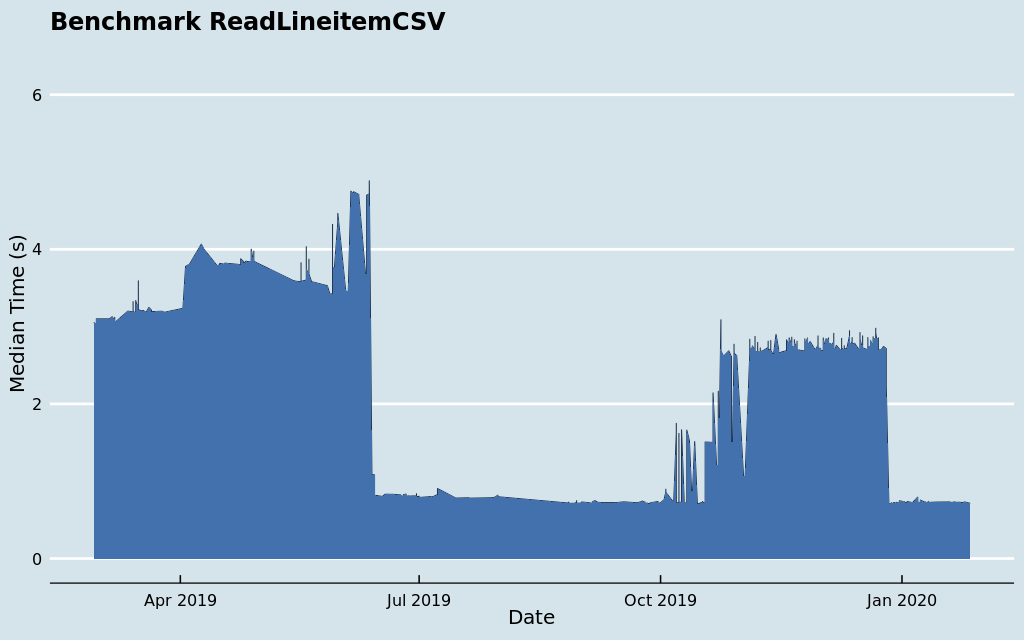 Benchmark ReadLineitemCSV
6
4
2
0
Median Time (s)
Apr 2019
Jul 2019
Oct 2019
Jan 2020
Date